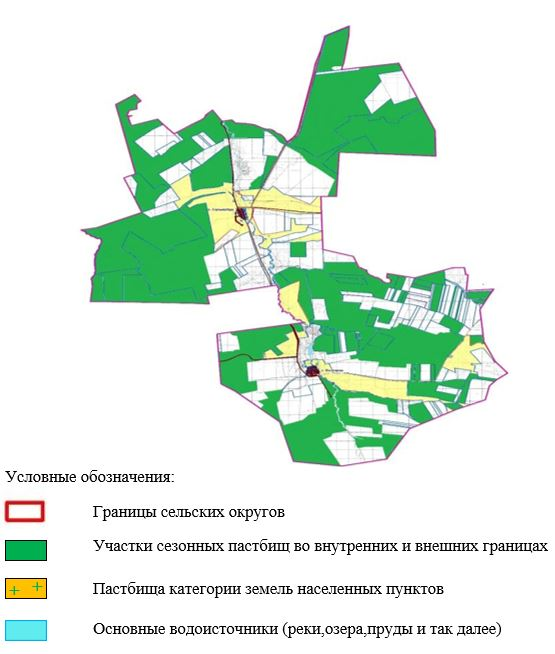 Условные обозначения:
Границы сельских округов
Участки сезонных пастбищ во внутренних и внешних границах
Пастбища категории земель населенных пунктов
Основные водоисточники (реки,озера,пруды и так далее)